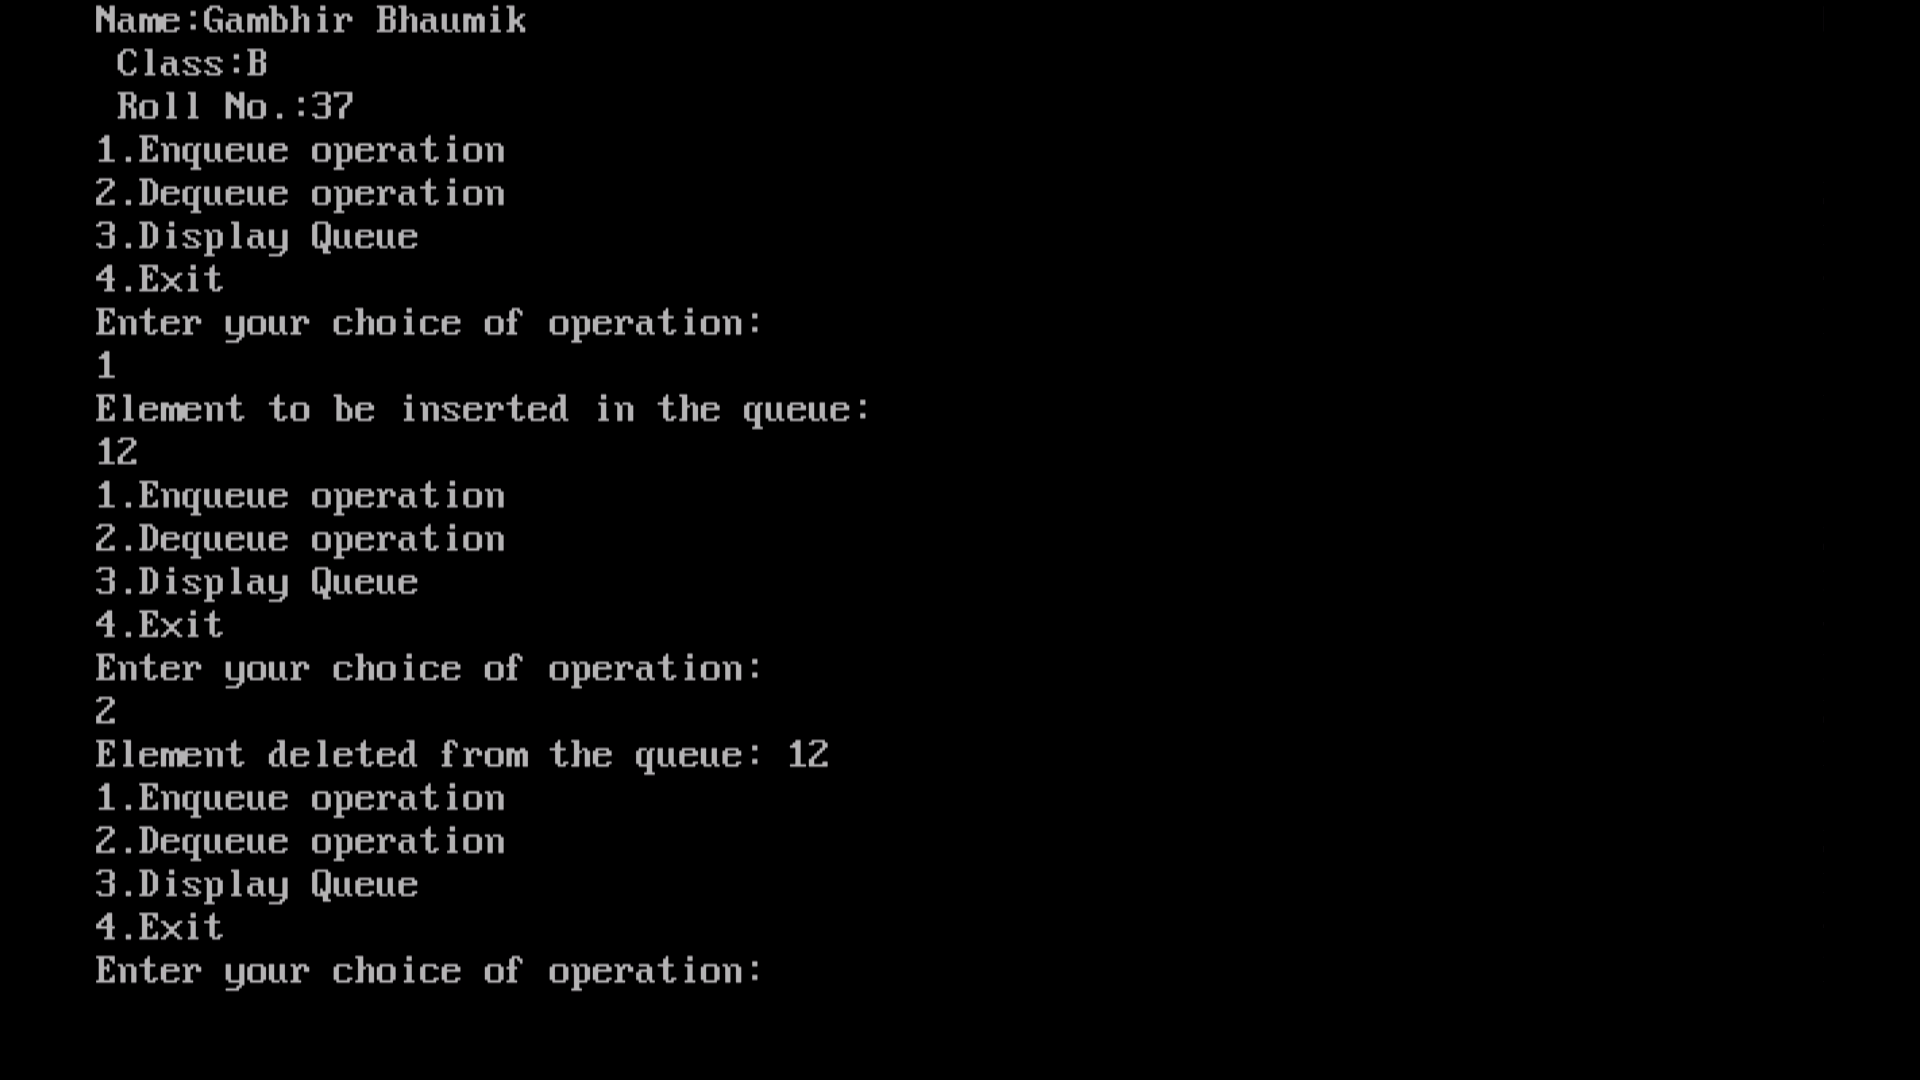 Name:Gambhir Bhaumik
Class:B
Roll No.:37
1.Enqueue operation
2.Dequeue operation
3.Display Queue
4.Exit
Enter your choice of operation:
1
Element to be inserted in the queue:
12
1.Enqueue operation
2.Dequeue operation
3.Display Queue
4.Exit
Enter your choice of operation:
2
Element deleted from the queue: 12
1.Enqueue operation
2.Dequeue operation
3.Display Queue
4.Exit
Enter your choice of operation: